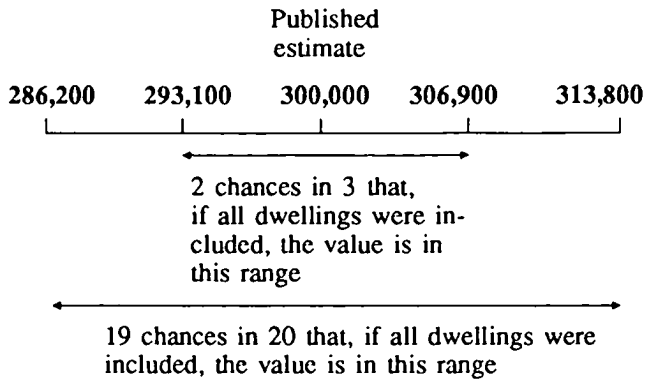 Published
estimate
286,200 293,100 300,000 306,900 313,800
2 chances in 3 that,
if all dwellings were in-
cluded, the value is in
this range
19 chances in 20 that, if all dwellings were
included, the value is in this range